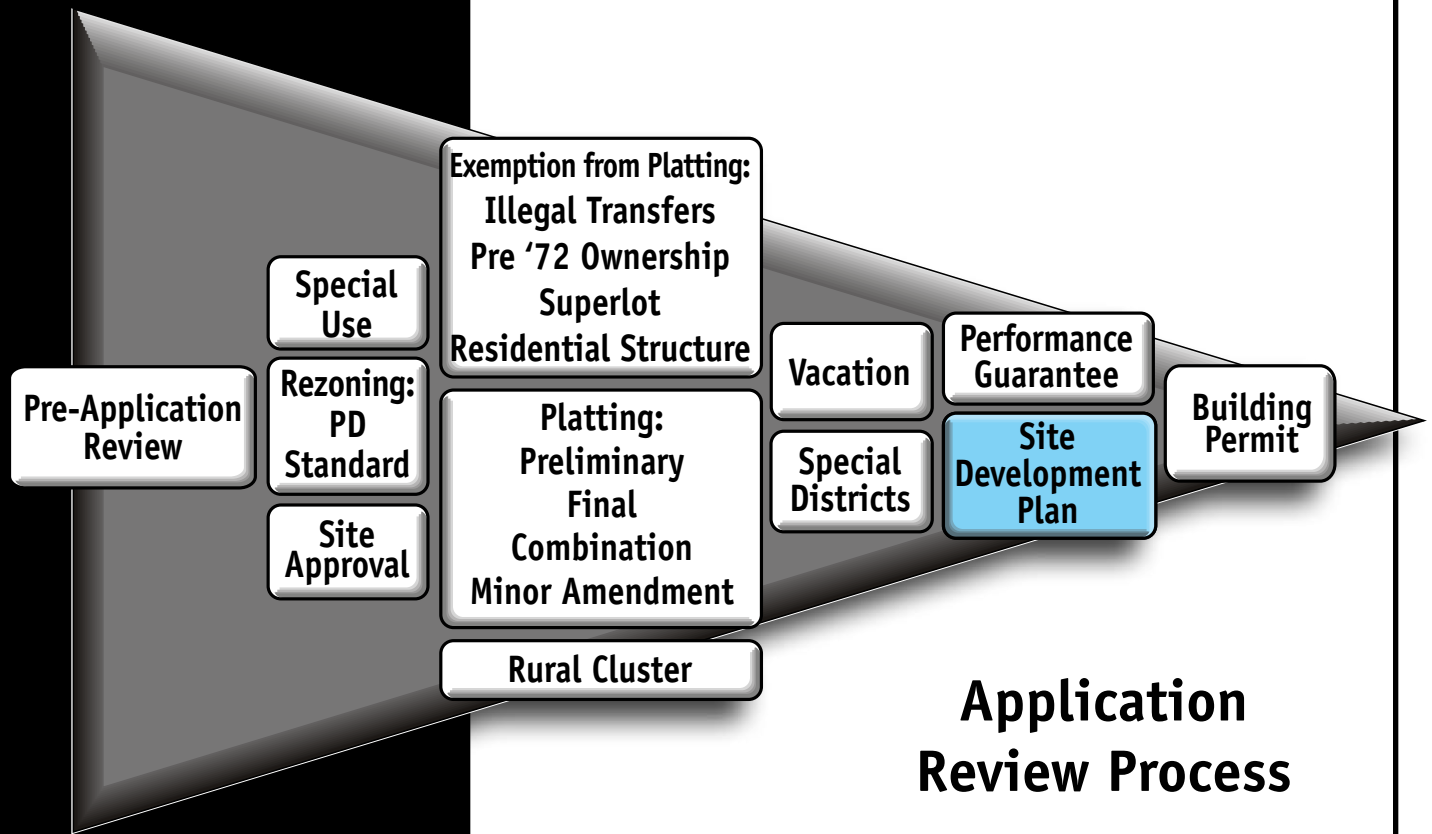 Pre-Application
Review
Special
Use
Rezoning:
PD
Standard
Site
Approval
Exemption from Platting:
Illegal Transfers
Pre ‘72 Ownership
Superlot
Residential Structure
Platting:
Preliminary
Final
Combination
Minor Amendment
Rural Cluster
Vacation
Special
Districts
Performance
Guarantee
Site
Development
Plan
Building
Permit
Application
Review Process